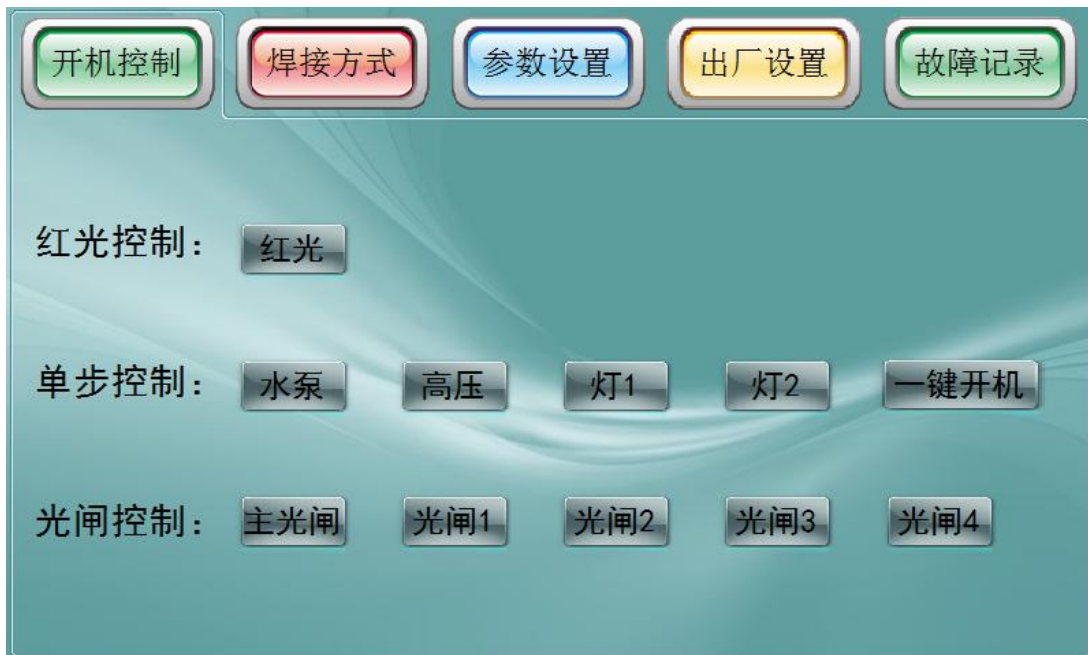 开机控制 焊接方式 参数设置 出厂设置 故障记录
红光控制： 红光
单步控制： 水泵 高压 灯1 灯2 一键开机
光闸控制： 主光闸 光闸1 光闸2 光闸3 光闸4